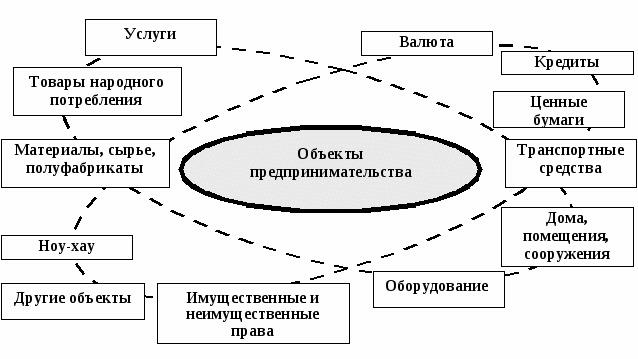 Услуги
Валюта
Кредиты
Товары народного
потребления
Ценные
бумаги
Материалы, сырье,
полуфабрикаты
Объекты
предпринимательства
Транспортные
средства
Ноу-хау
Дома,
помещения,
сооружения
Другие объекты
Имущественные и
неимущественные
права
Оборудование